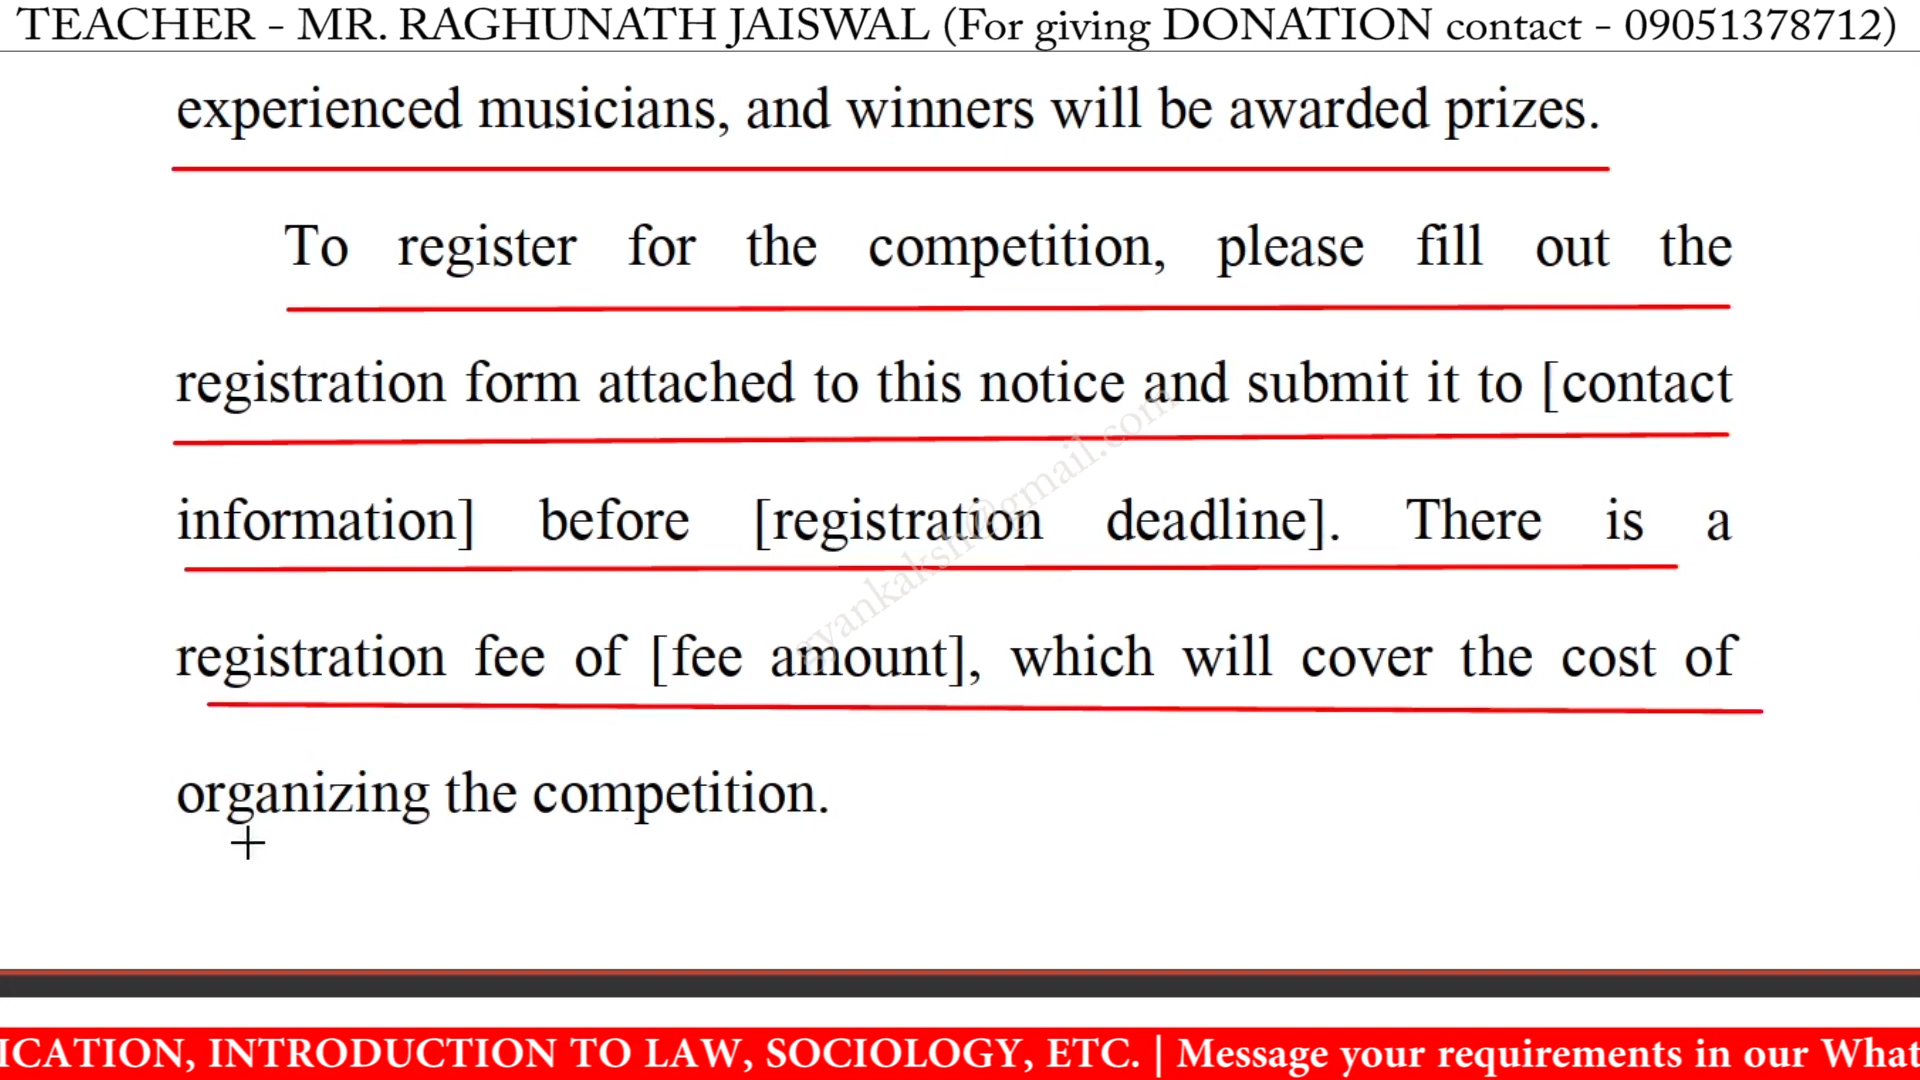 TEACHER - MR. RAGHUNATH JAISWAL (For giving DONATION contact - 09051378712)
experienced musicians, and winners will be awarded prizes.
To register for the competition, please fill out the
registration form attached to this notice and submit it to [contact
information] before [registration deadline]. There is a
registration fee of [fee amount], which will cover the cost of
organizing the competition.
gyankaksh@gmail.com
ICATION, INTRODUCTION TO LAW, SOCIOLOGY, ETC. | Message your requirements in our What